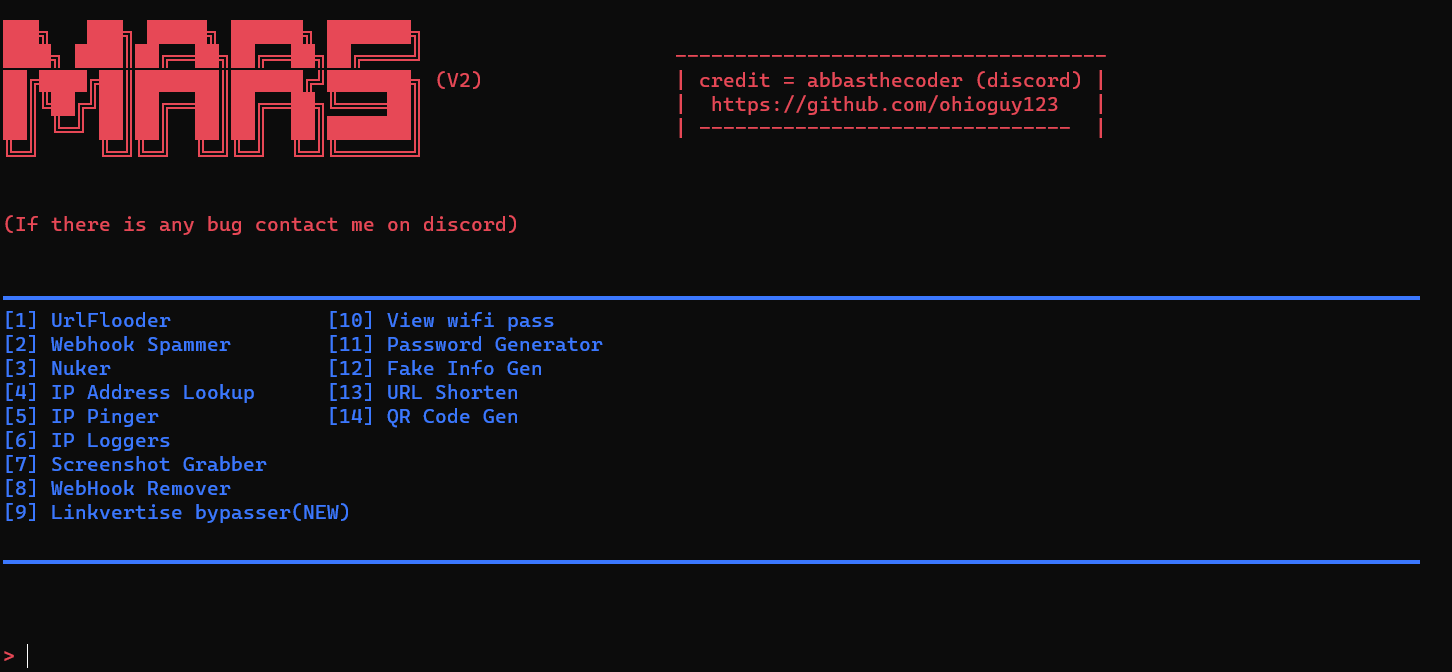 MARS (V2)
credit = abbasthecoder (discord)
https://github.com/ohioguy123
(If there is any bug contact me on discord)
[1] UrlFlooder
[2] Webhook Spammer
[3] Nuker
[4] IP Address Lookup
[5] IP Pinger
[6] IP Loggers
[7] Screenshot Grabber
[8] WebHook Remover
[9] Linkvertise bypasser(NEW)
[10] View wifi pass
[11] Password Generator
[12] Fake Info Gen
[13] URL Shorten
[14] QR Code Gen
>